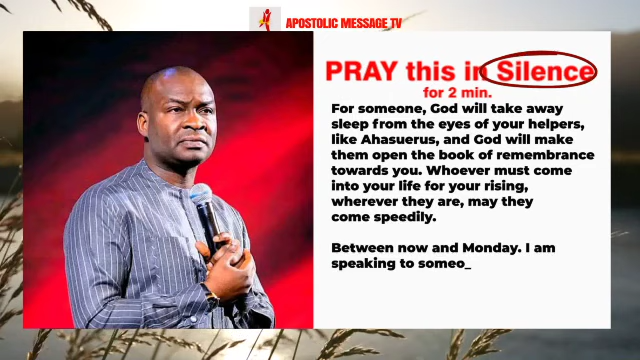 APOSTOLIC MESSAGE TV
PRAY this in Silence
for 2 min.
For someone, God will take away
sleep from the eyes of your helpers,
like Ahasuerus, and God will make
them open the book of remembrance
towards you. Whoever must come
into your life for your rising,
wherever they are, may they
come speedily.
Between now and Monday. I am
speaking to someo_